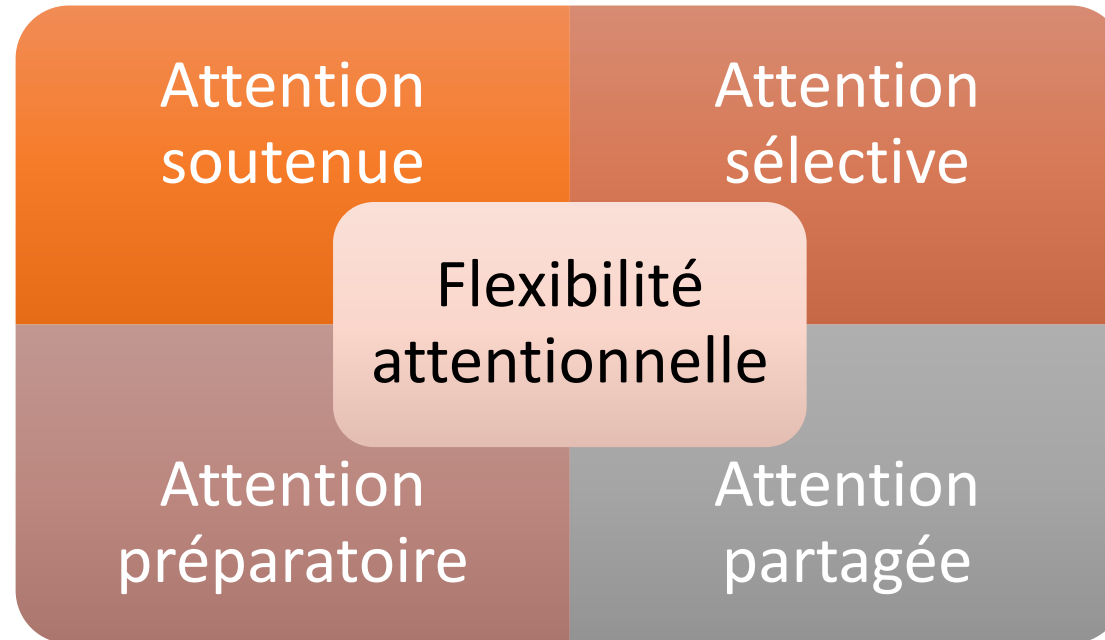 Attention
soutenue
Attention
sélective
Flexibilité
attentionnelle
Attention
préparatoire
Attention
partagée